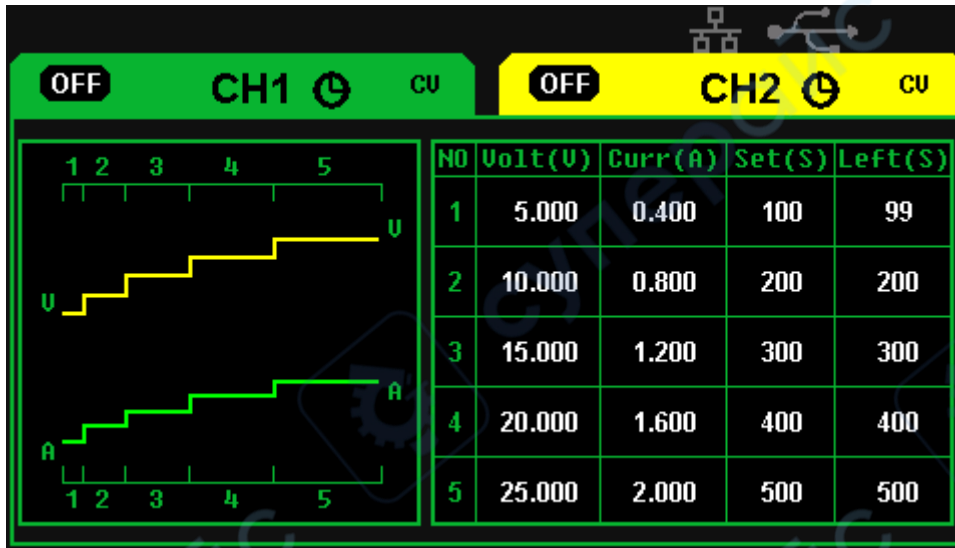 OFF CH1 CV OFF CH2 CV
1 2 3 4 5
V
V
A
A
1 2 3 4 5
NO Volt(V) Curr(A) Set(S) Left(S)
1 5.000 0.400 100 99
2 10.000 0.800 200 200
3 15.000 1.200 300 300
4 20.000 1.600 400 400
5 25.000 2.000 500 500
суперайс